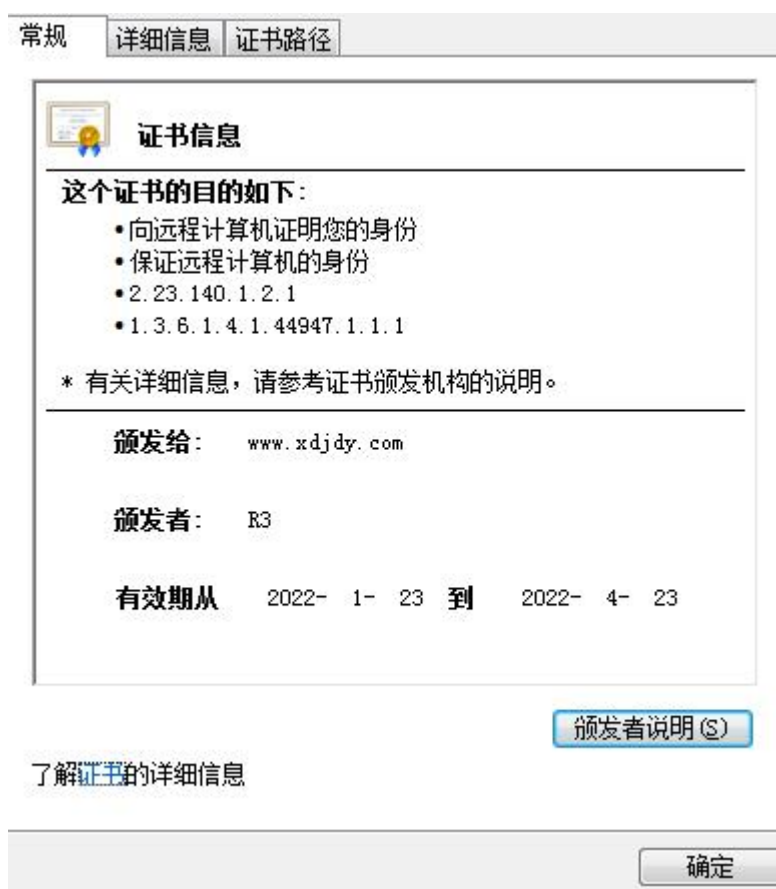 常规 详细信息 证书路径
证书信息
这个证书的目的如下:
•向远程计算机证明您的身份
•保证远程计算机的身份
•2.23.140.1.2.1
•1.3.6.1.4.1.44947.1.1.1
* 有关详细信息，请参考证书颁发机构的说明。
颁发给: www.xdjdy.com
颁发者: R3
有效期从 2022- 1- 23 到 2022- 4- 23
颁发者说明(S)
了解证书的详细信息
确定